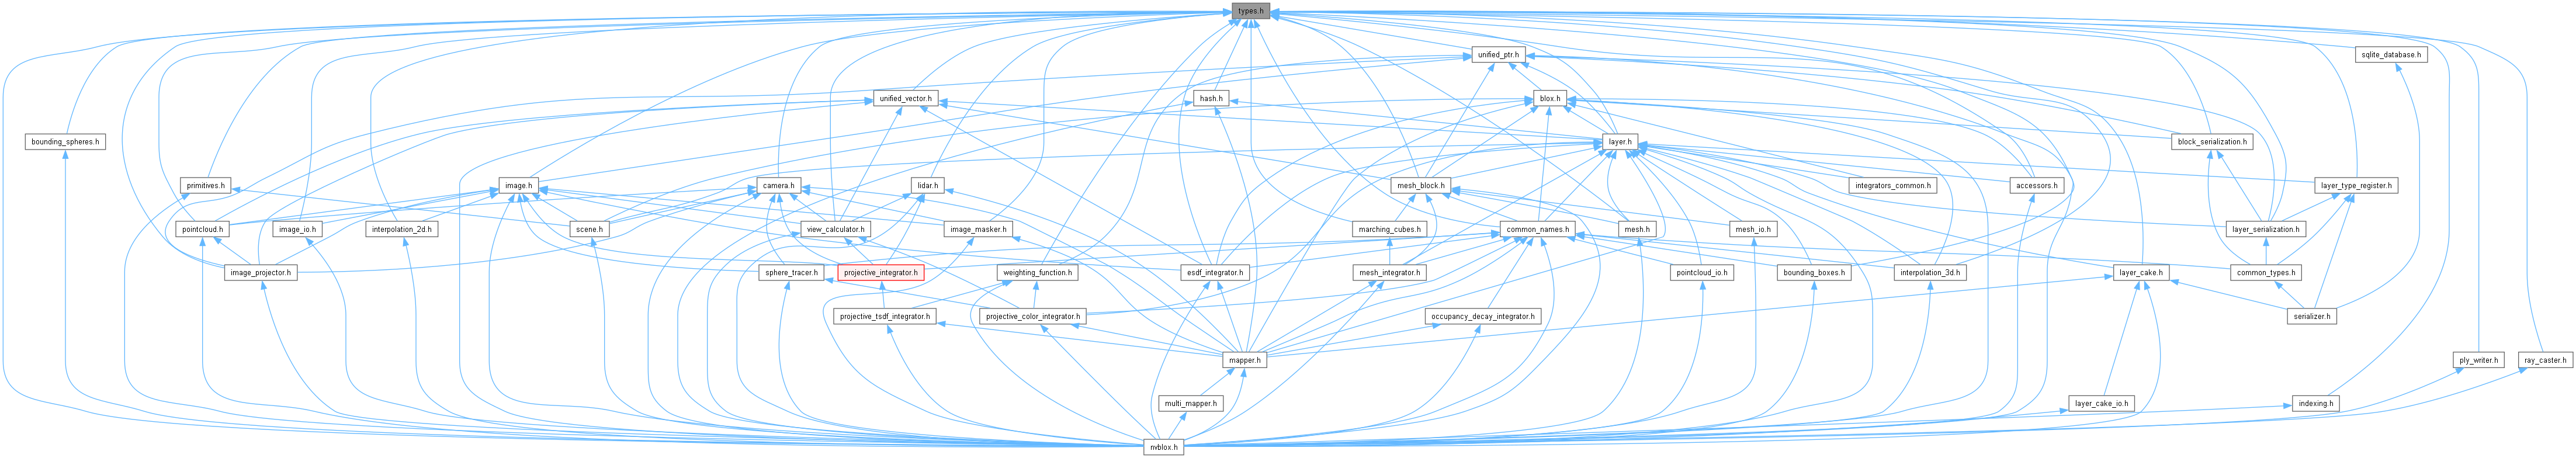 types.h
unified_ptr.h
sqlite_database.h
unified_vector.h
hash.h
blox.h
bounding_spheres.h
layer.h
block_serialization.h
primitives.h
image.h
camera.h
lidar.h
mesh_block.h
integrators_common.h
accessors.h
layer_type_register.h
pointcloud.h
image_io.h
interpolation_2d.h
scene.h
view_calculator.h
image_masker.h
marching_cubes.h
common_names.h
mesh.h
mesh_io.h
layer_serialization.h
image_projector.h
sphere_tracer.h
projective_integrator.h
weighting_function.h
esdf_integrator.h
mesh_integrator.h
pointcloud_io.h
bounding_boxes.h
interpolation_3d.h
layer_cake.h
common_types.h
projective_tsdf_integrator.h
projective_color_integrator.h
occupancy_decay_integrator.h
serializer.h
mapper.h
ply_writer.h
ray_caster.h
multi_mapper.h
layer_cake_io.h
indexing.h
nvblox.h